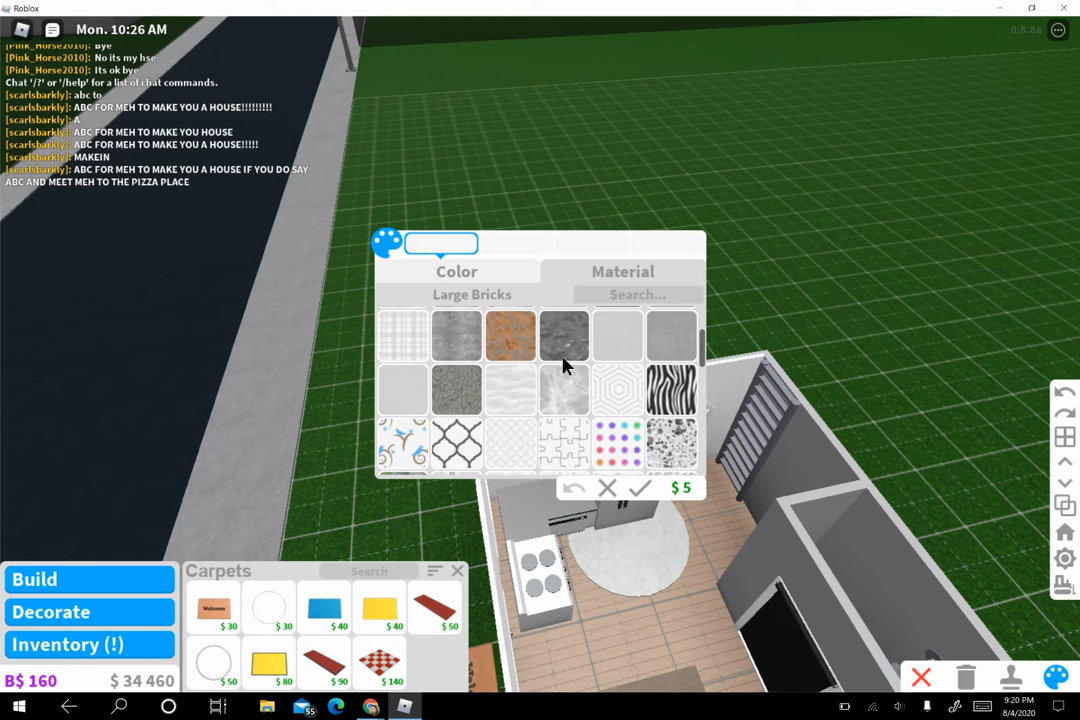 Roblox
Mon. 10:26 AM
0.8.8a
[Pink_Horse2010]: Bye
[Pink_Horse2010]: No its my hse
[Pink_Horse2010]: Its ok bye
Chat '/?' or '/help' for a list of chat commands.
[scarlsbarkly]: abc to
[scarlsbarkly]: ABC FOR MEH TO MAKE YOU A HOUSE!!!!!!!!!
[scarlsbarkly]: A
[scarlsbarkly]: ABC FOR MEH TO MAKE YOU HOUSE
[scarlsbarkly]: ABC FOR MEH TO MAKE YOU A HOUSE!!!!!
[scarlsbarkly]: MAKEIN
[scarlsbarkly]: ABC FOR MEH TO MAKE YOU A HOUSE IF YOU DO SAY
ABC AND MEET MEH TO THE PIZZA PLACE
Color
Material
Large Bricks
Search...
$ 5
Build
Decorate
Inventory (!)
B$ 160
$ 34 460
Carpets
Search
Welcome
$ 30
$ 30
$ 40
$ 40
$ 50
$ 50
$ 80
$ 90
$ 140
55
9:20 PM
8/4/2020